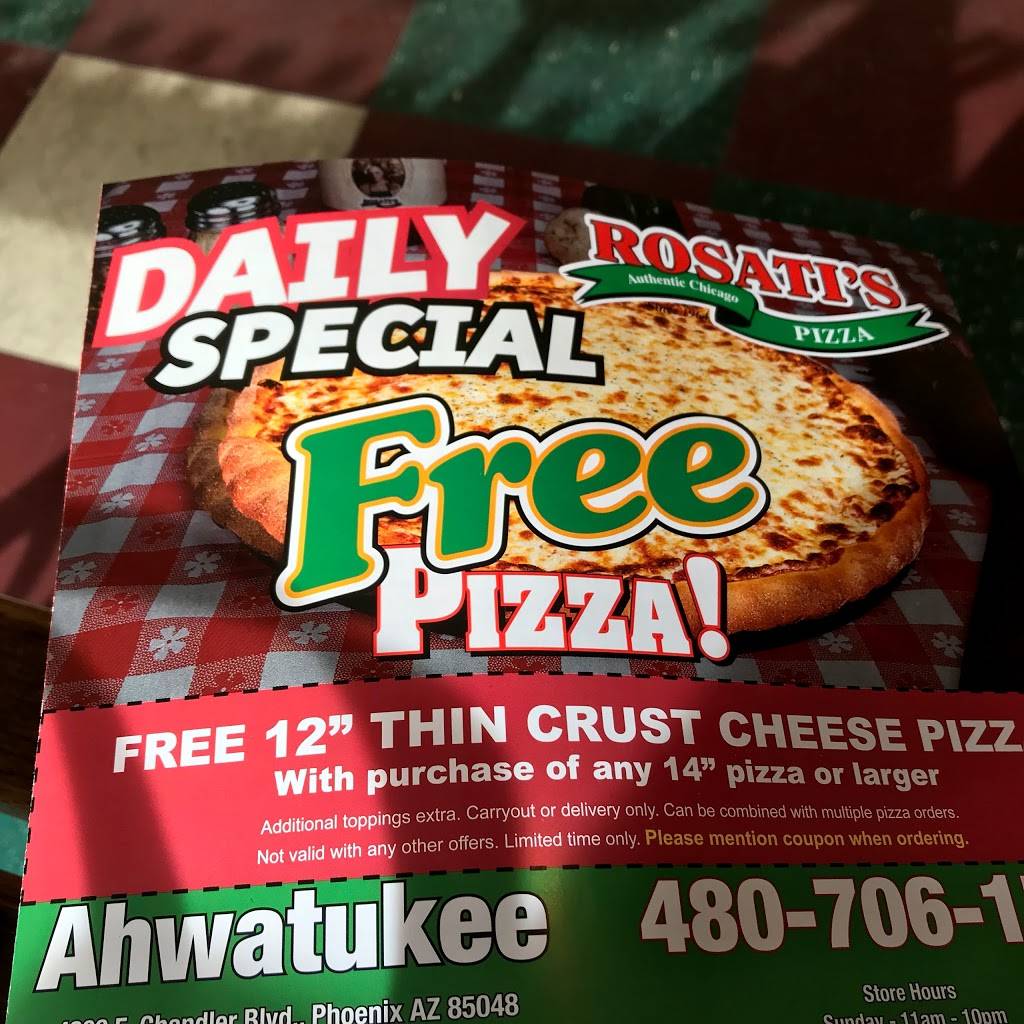 DAILY
SPECIAL
ROSATI'S
Authentic Chicago
PIZZA
Free
PIZZA!
FREE 12” THIN CRUST CHEESE PIZZ
With purchase of any 14” pizza or larger
Additional toppings extra. Carryout or delivery only. Can be combined with multiple pizza orders.
Not valid with any other offers. Limited time only. Please mention coupon when ordering.
Ahwatukee
480-706-1
E. Chandler Blvd., Phoenix AZ 85048
Store Hours
Sunday - 11am - 10pm